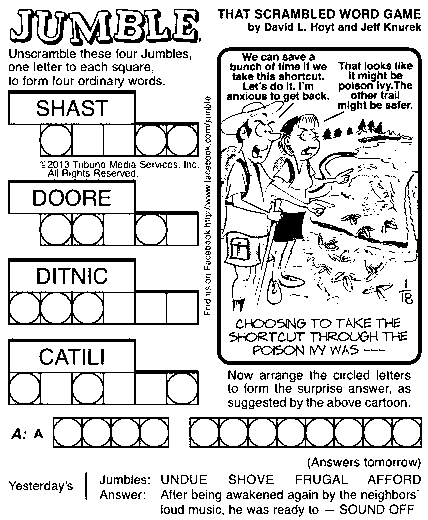 JUMBLE
THAT SCRAMBLED WORD GAME
by David L. Hoyt and Jeff Knurek
Unscramble these four Jumbles,
one letter to each square,
to form four ordinary words.
SHAST
©2013 Tribune Media Services, Inc.
All Rights Reserved.
DOORE
DITNIC
CATILI
Find us on Facebook http://www.facebook.com/jumble
We can save a
bunch of time if we
take this shortcut.
Let's do it. I'm
anxious to get back.
That looks like
it might be
poison ivy. The
other trail
might be safer.
CHOOSING TO TAKE THE
SHORTCUT THROUGH THE
POISON IVY WAS ---
Now arrange the circled letters
to form the surprise answer, as
suggested by the above cartoon.
A: A
(Answers tomorrow)
Yesterday's
Jumbles: UNDUE SHOVE FRUGAL AFFORD
Answer: After being awakened again by the neighbors'
loud music, he was ready to — SOUND OFF